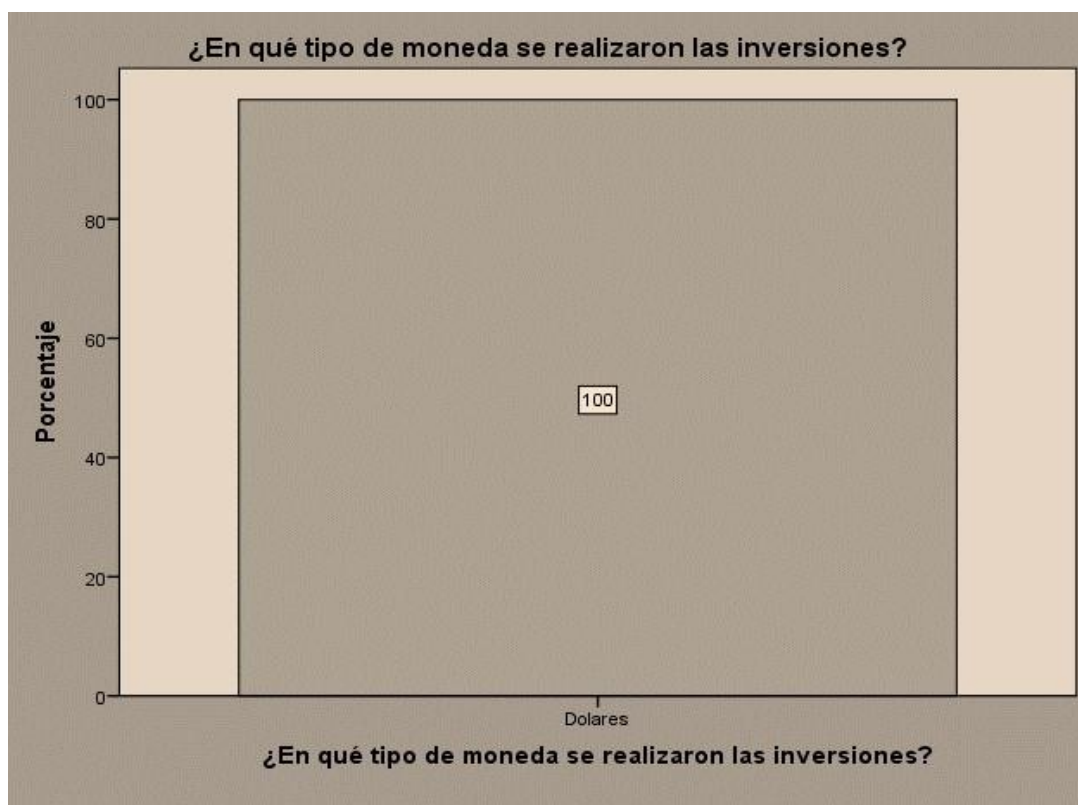 ¿En qué tipo de moneda se realizaron las inversiones?
100
80
60
40
20
0
Porcentaje
100
Dolares
¿En qué tipo de moneda se realizaron las inversiones?